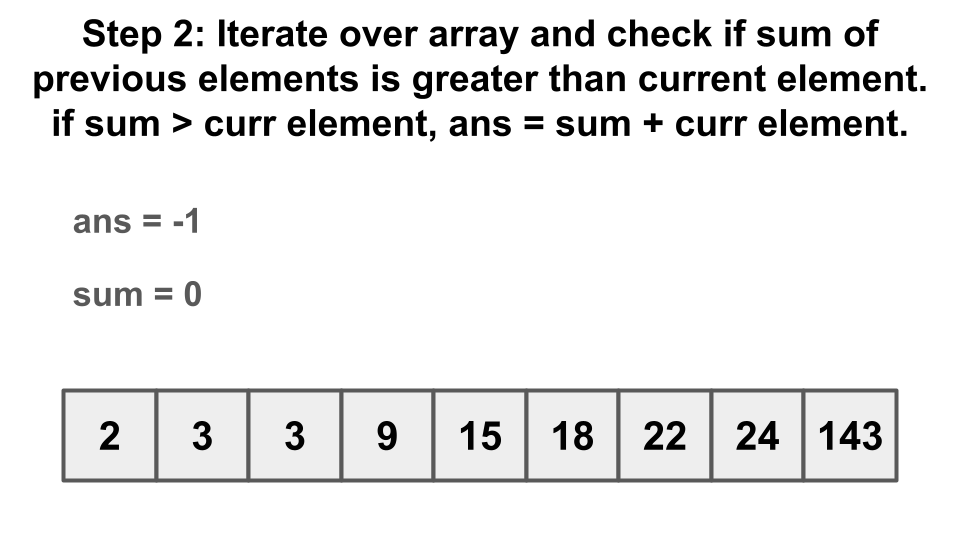 Step 2: Iterate over array and check if sum of
previous elements is greater than current element.
if sum > curr element, ans = sum + curr element.
ans = -1
sum = 0
2 3 3 9 15 18 22 24 143